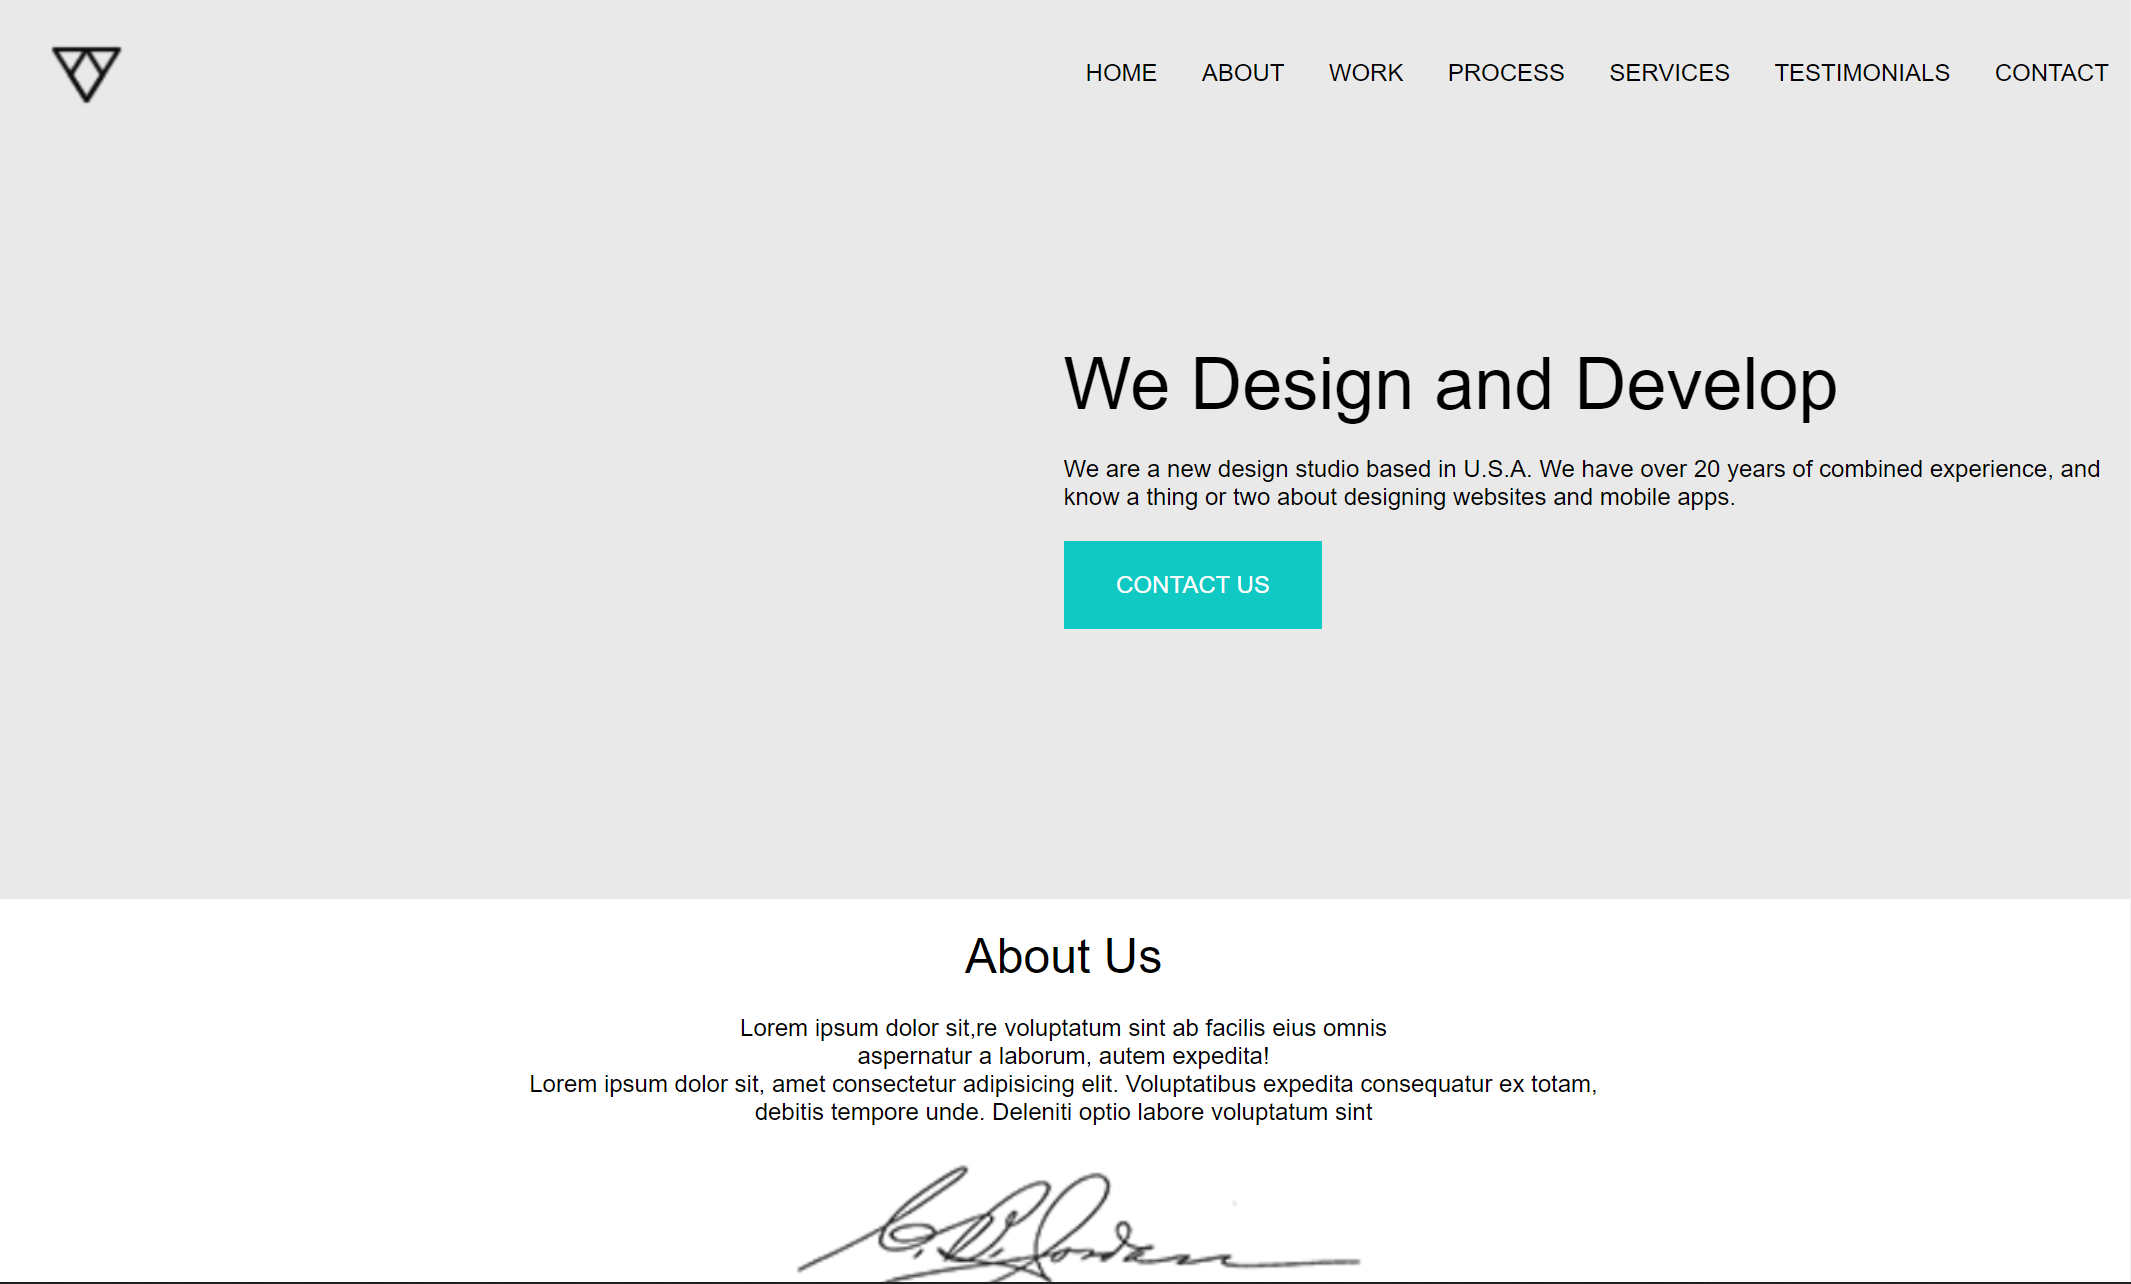 HOME ABOUT WORK PROCESS SERVICES TESTIMONIALS CONTACT
We Design and Develop
We are a new design studio based in U.S.A. We have over 20 years of combined experience, and
know a thing or two about designing websites and mobile apps.
CONTACT US
About Us
Lorem ipsum dolor sit,re voluptatum sint ab facilis eius omnis
aspernatur a laborum, autem expedita!
Lorem ipsum dolor sit, amet consectetur adipisicing elit. Voluptatibus expedita consequatur ex totam,
debitis tempore unde. Deleniti optio labore voluptatum sint